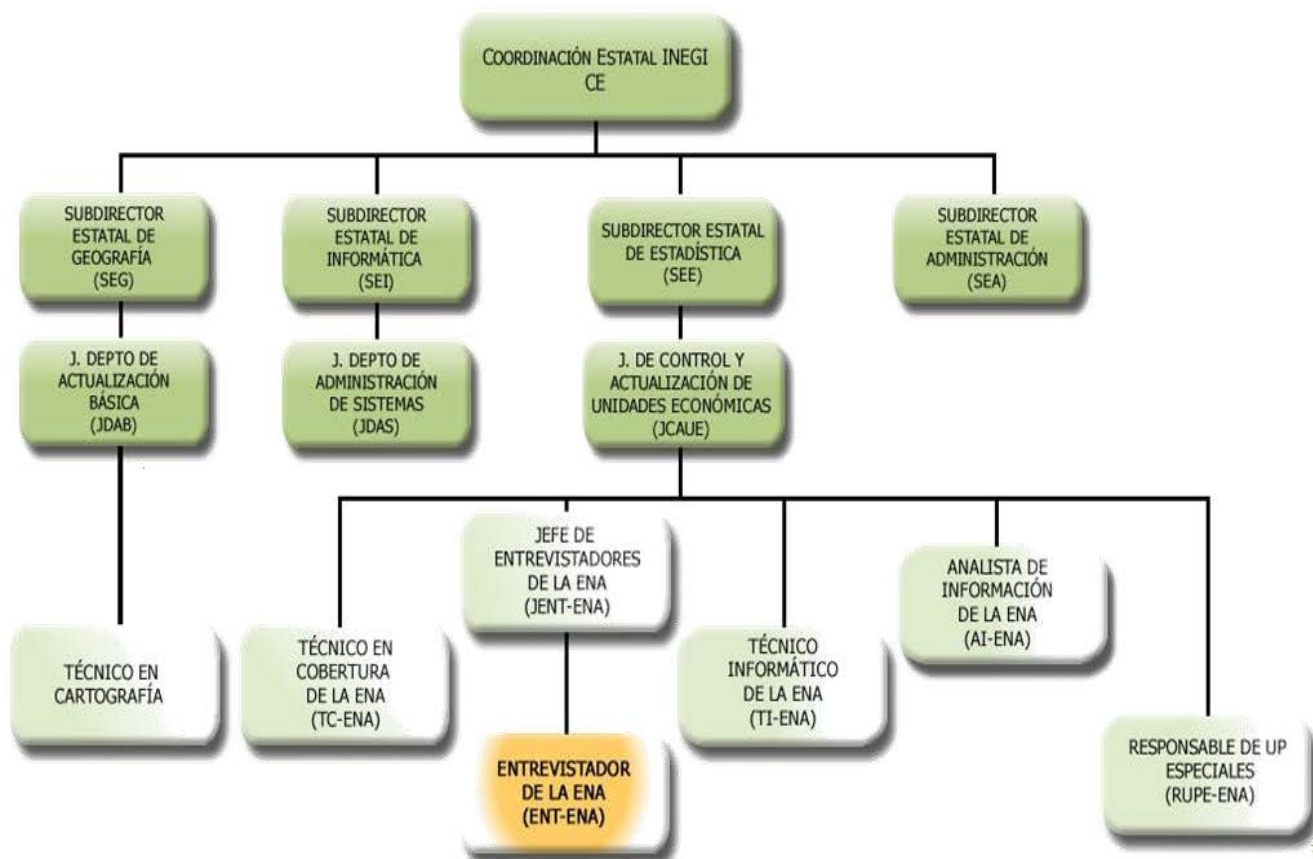 COORDINACIÓN ESTATAL INEGI
CE
SUBDIRECTOR
ESTATAL DE
GEOGRAFÍA
(SEG)
SUBDIRECTOR
ESTATAL DE
INFORMÁTICA
(SEI)
SUBDIRECTOR ESTATAL
DE ESTADÍSTICA
(SEE)
SUBDIRECTOR
ESTATAL DE
ADMINISTRACIÓN
(SEA)
J. DEPTO DE
ACTUALIZACIÓN
BÁSICA
(JDAB)
J. DEPTO DE
ADMINISTRACIÓN
DE SISTEMAS
(JDAS)
J. DE CONTROL Y
ACTUALIZACIÓN DE
UNIDADES ECONÓMICAS
(JCAUE)
TÉCNICO EN
CARTOGRAFÍA
TÉCNICO EN
COBERTURA
DE LA ENA
(TC-ENA)
JEFE DE
ENTREVISTADORES
DE LA ENA
(JENT-ENA)
TÉCNICO
INFORMÁTICO
DE LA ENA
(TI-ENA)
ANALISTA DE
INFORMACIÓN
DE LA ENA
(AI-ENA)
RESPONSABLE DE UP
ESPECIALES
(RUPE-ENA)
ENTREVISTADOR
DE LA ENA
(ENT-ENA)